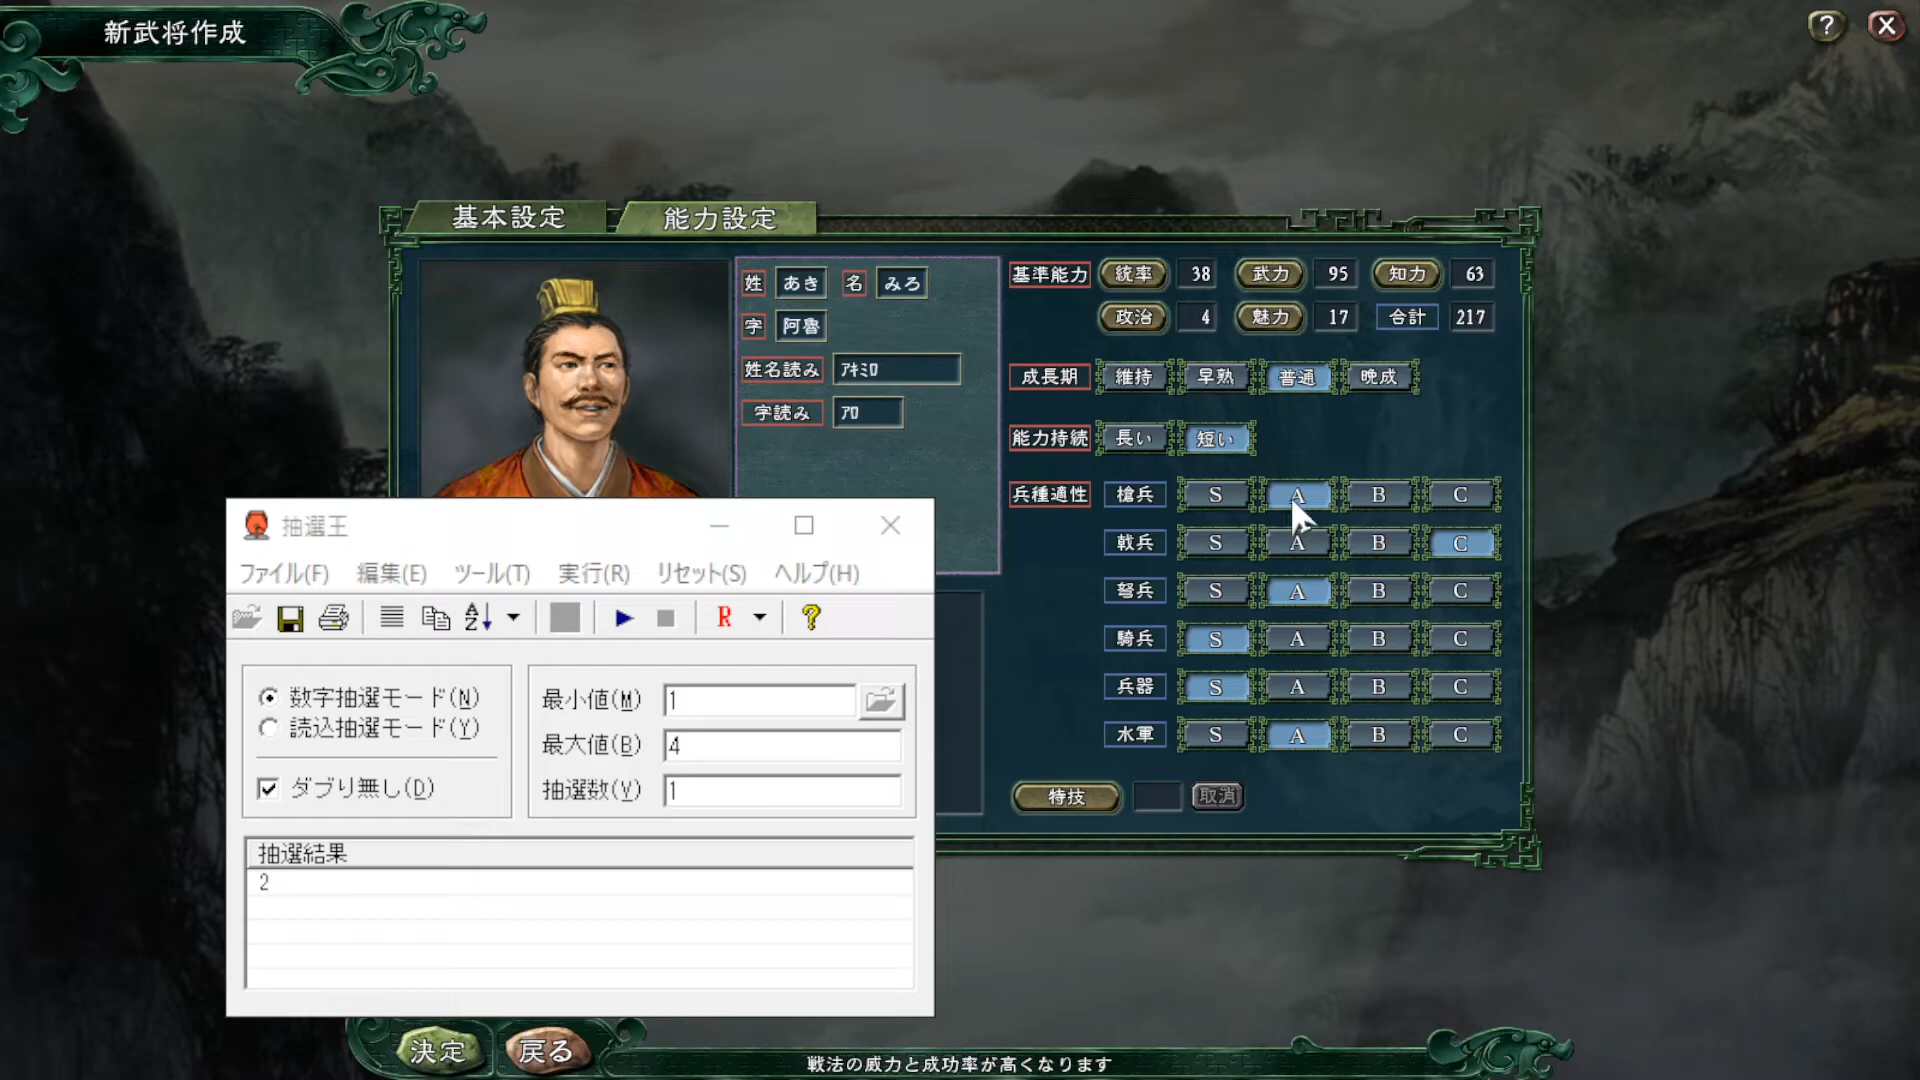 新武将作成
?
X
基本設定
能力設定
姓 あき 名 みろ
字 阿魯
姓名読み ｱｷﾐﾛ
字読み ｱﾛ
基準能力 統率 38 武力 95 知力 63
政治 4 魅力 17 合計 217
成長期 維持 早熟 普通 晩成
能力持続 長い 短い
兵種適性 槍兵 S A B C
戟兵 S A B C
弩兵 S A B C
騎兵 S A B C
兵器 S A B C
水軍 S A B C
特技 取消
抽選王
ファイル(F) 編集(E) ツール(T) 実行(R) リセット(S) ヘルプ(H)
A Z R ?
数字抽選モード(N)
読込抽選モード(Y)
ダブり無し(D)
最小値(M) 1
最大値(B) 4
抽選数(V) 1
抽選結果
2
決定 戻る
戦法の威力と成功率が高くなります